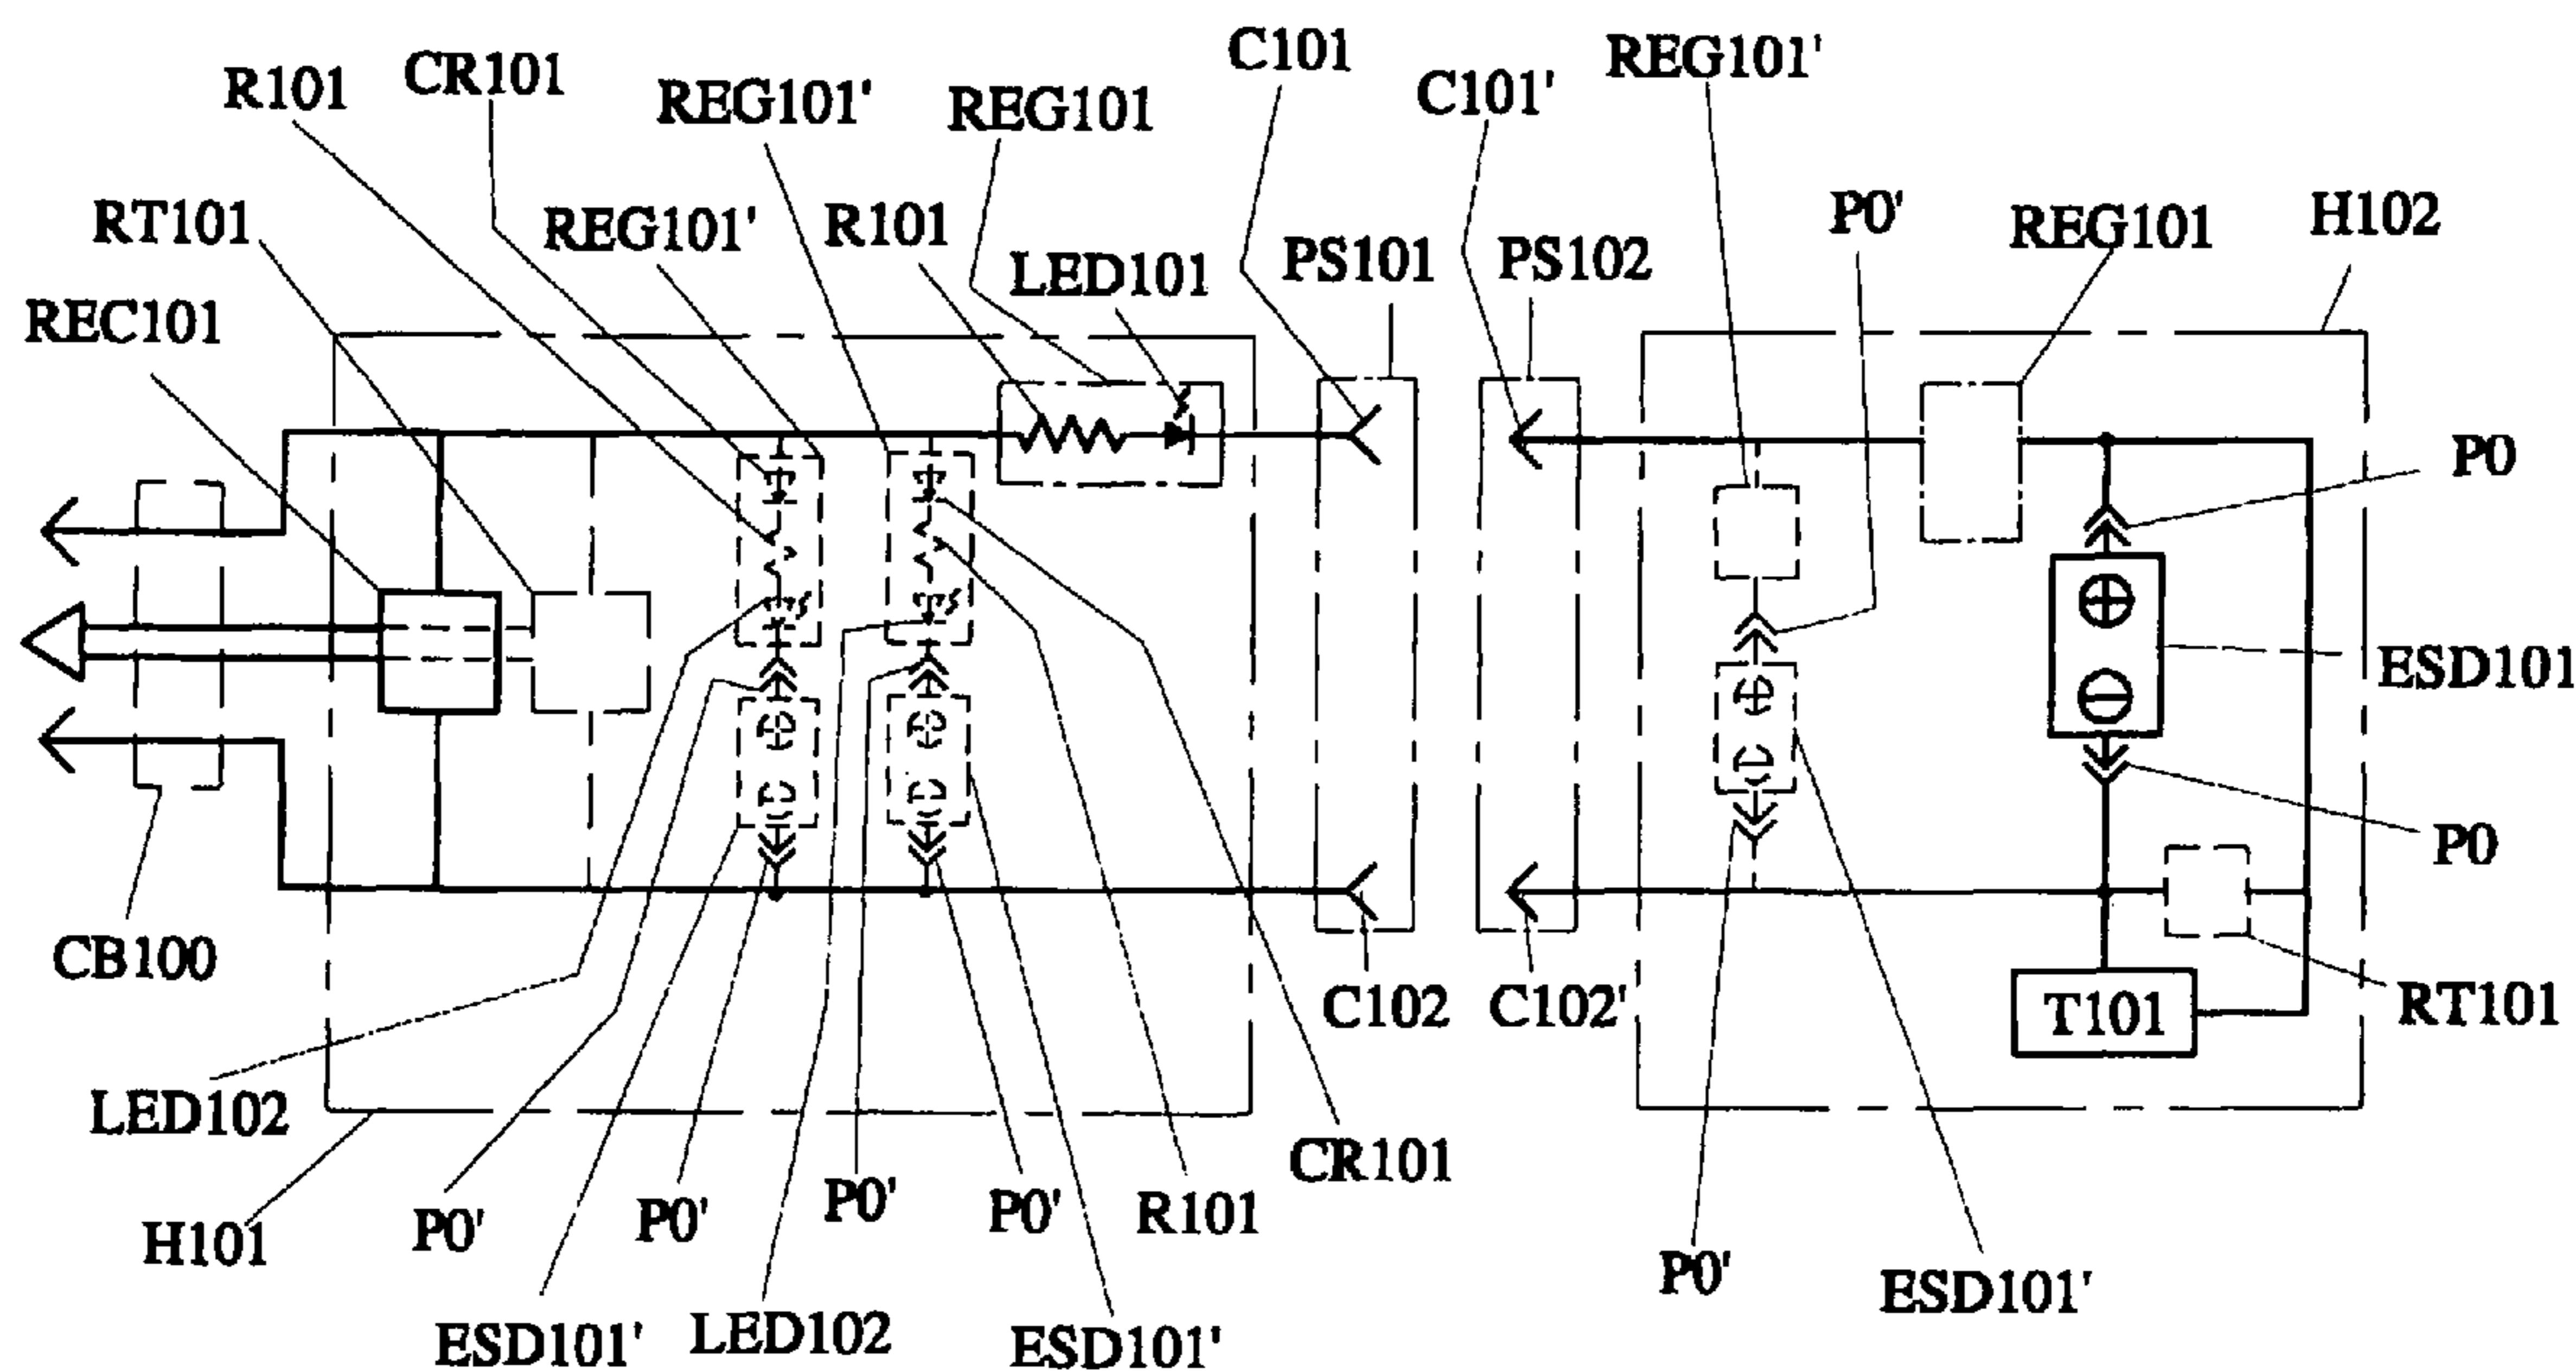 C101
REG101'
CR101
R101
C101'
REG101'
REG101
P0'
H102
RT101
REG101'
R101
REG101
PS101
PS102
LED101
REC101
P0
ESD101
P0
CB100
C102
C102'
T101
RT101
LED102
CR101
H101
P0'
P0'
P0'
P0'
R101
P0'
ESD101'
ESD101'
LED102
ESD101'